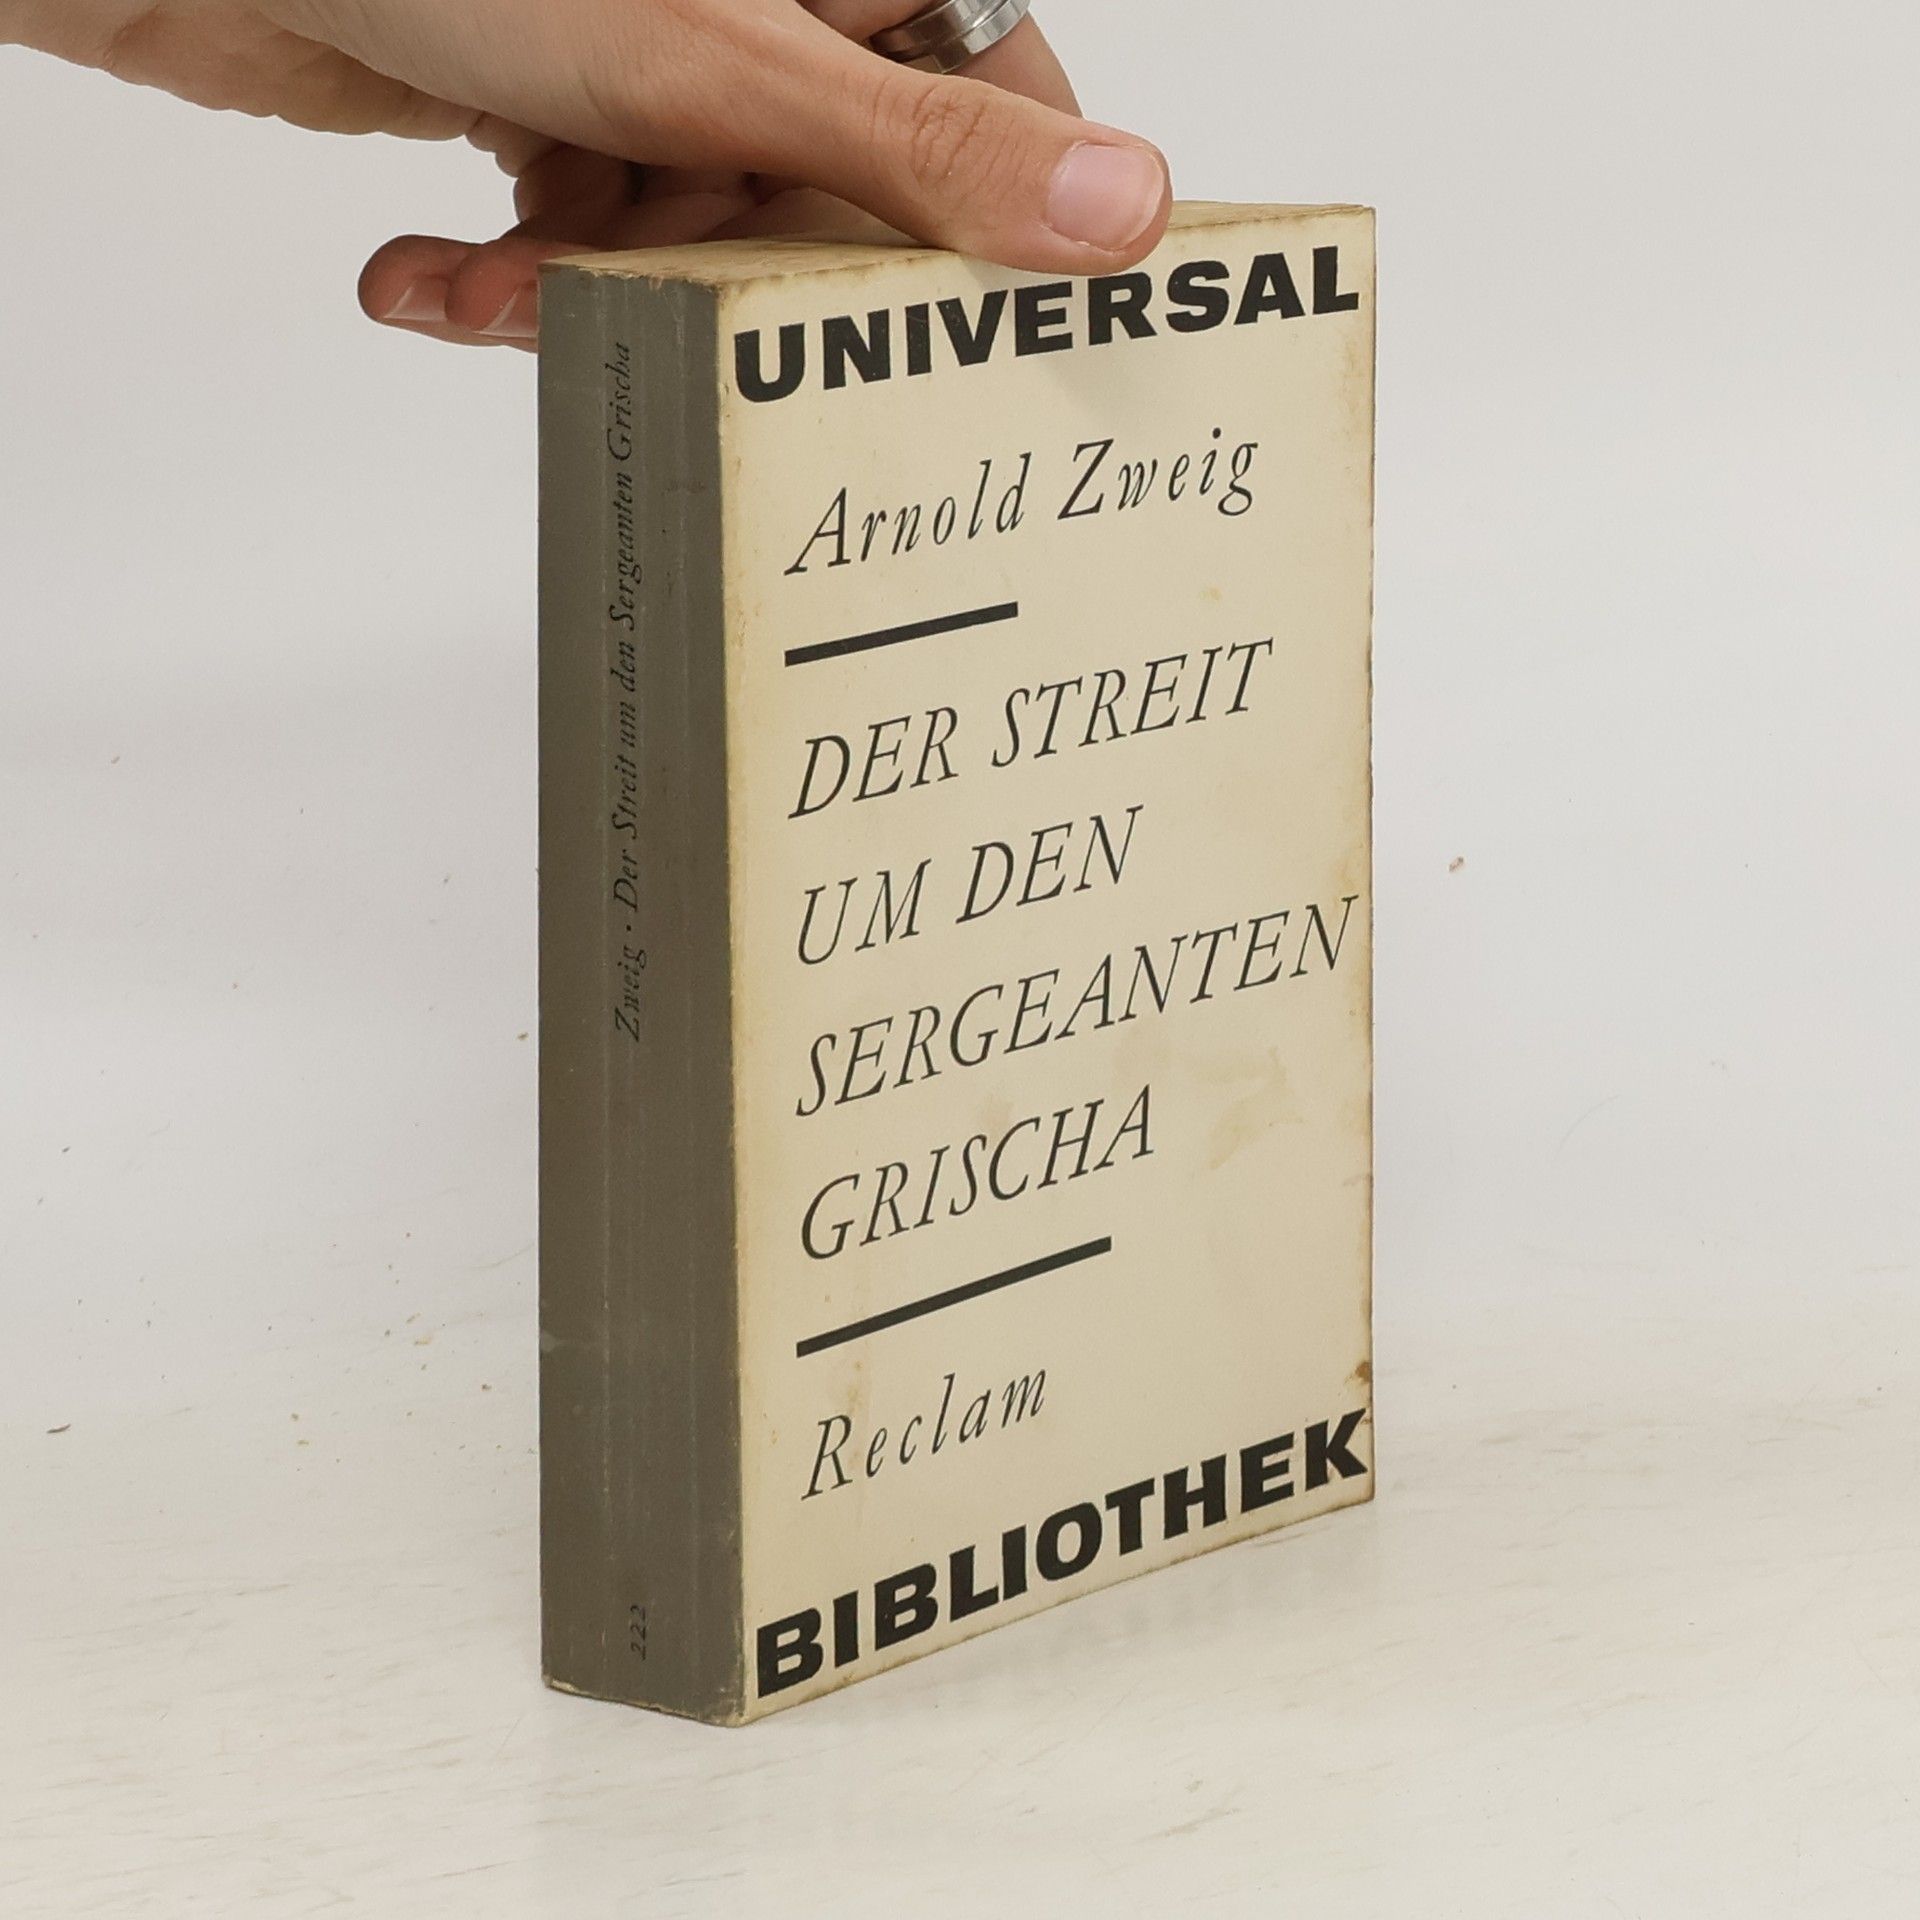 UNIVERSAL
Arnold Zweig
DER STREIT
UM DEN
SERGEANTEN
GRISCHA
Reclam
BIBLIOTHEK
Zweig · Der Streit um den Sergeanten Grischa
222